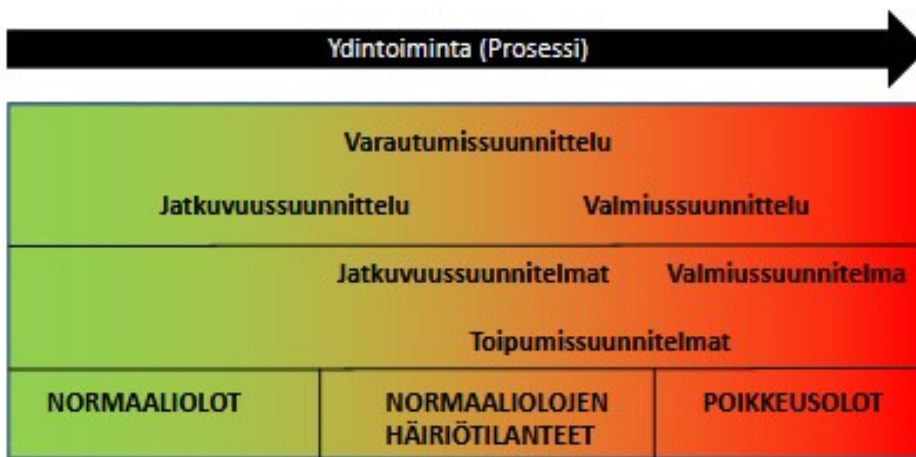 Ydintoiminta (Prosessi)
Varautumissuunnittelu
Jatkuvuussuunnittelu Valmiussuunnittelu
Jatkuvuussuunnitelmat Valmiussuunnitelma
Toipumissuunnitelmat
NORMAALIOLOT
NORMAALIOLOJEN
HÄIRIÖTILANTEET
POIKKEUSOLOT